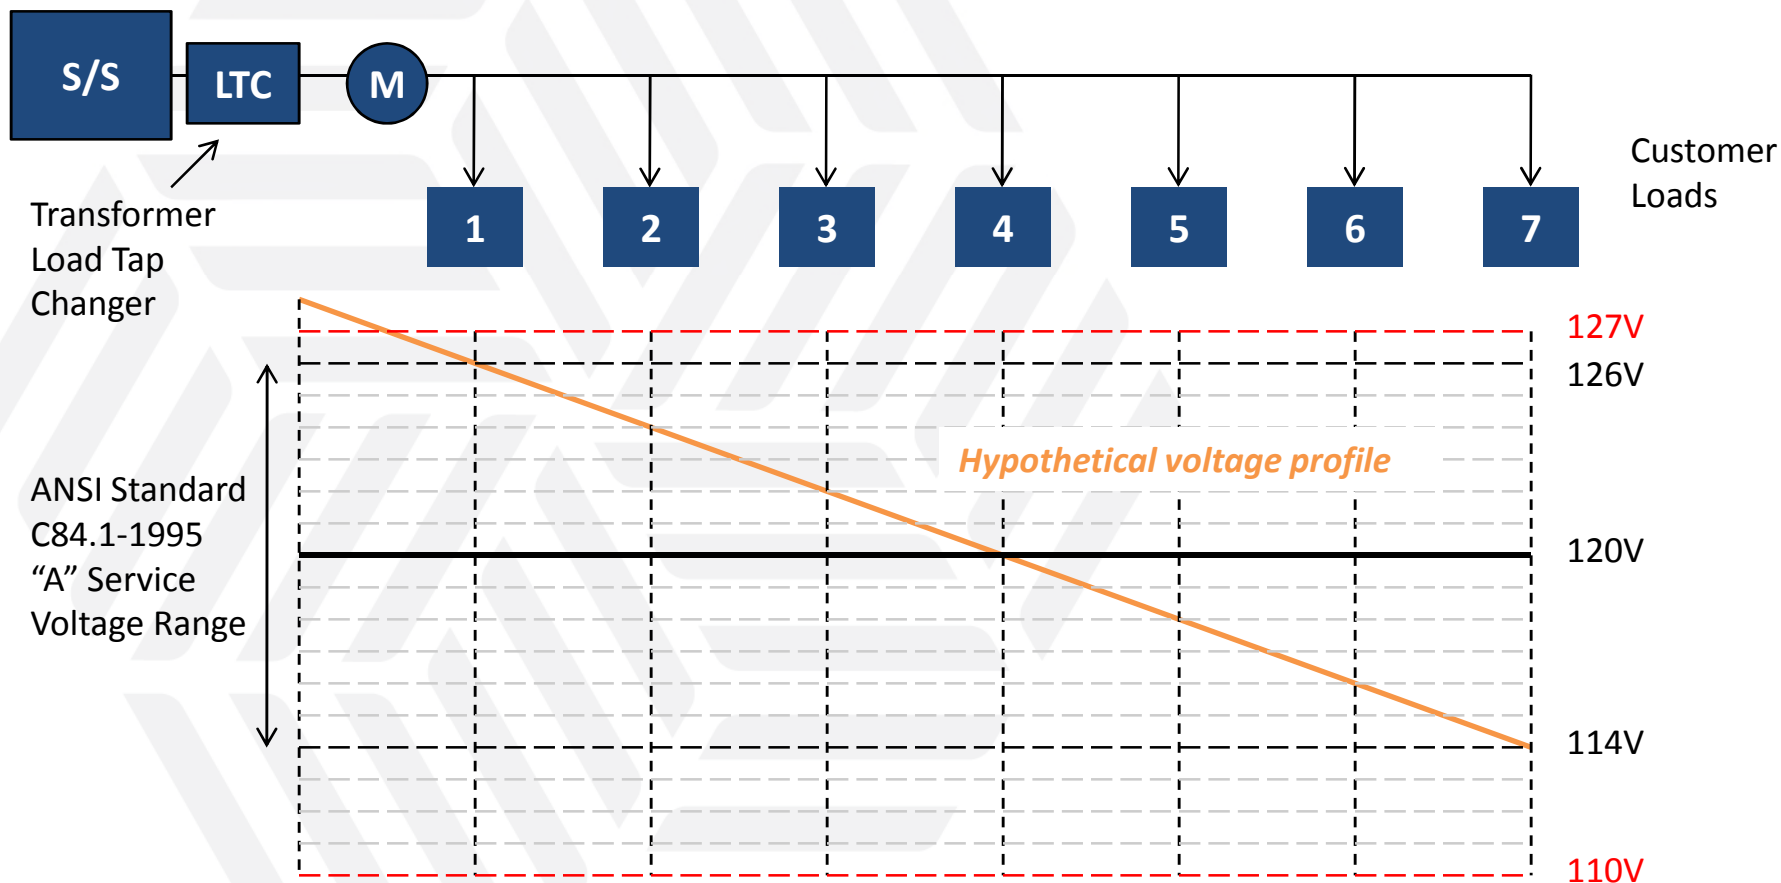 S/S
LTC
M
Customer
Loads
Transformer
Load Tap
Changer
1
2
3
4
5
6
7
127V
126V
Hypothetical voltage profile
ANSI Standard
C84.1-1995
“A” Service
Voltage Range
120V
114V
110V